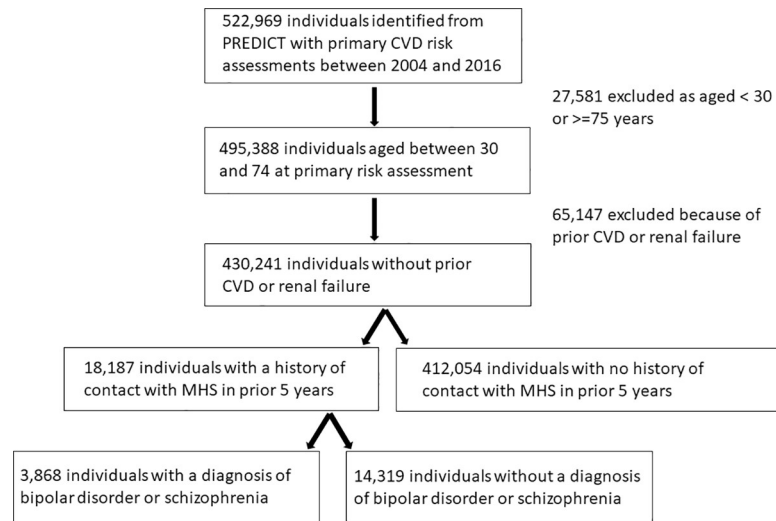 522,969 individuals identified from
PREDICT with primary CVD risk
assessments between 2004 and 2016
27,581 excluded as aged < 30
or >=75 years
495,388 individuals aged between 30
and 74 at primary risk assessment
65,147 excluded because of
prior CVD or renal failure
430,241 individuals without prior
CVD or renal failure
18,187 individuals with a history of
contact with MHS in prior 5 years
412,054 individuals with no history of
contact with MHS in prior 5 years
3,868 individuals with a diagnosis of
bipolar disorder or schizophrenia
14,319 individuals without a diagnosis
of bipolar disorder or schizophrenia